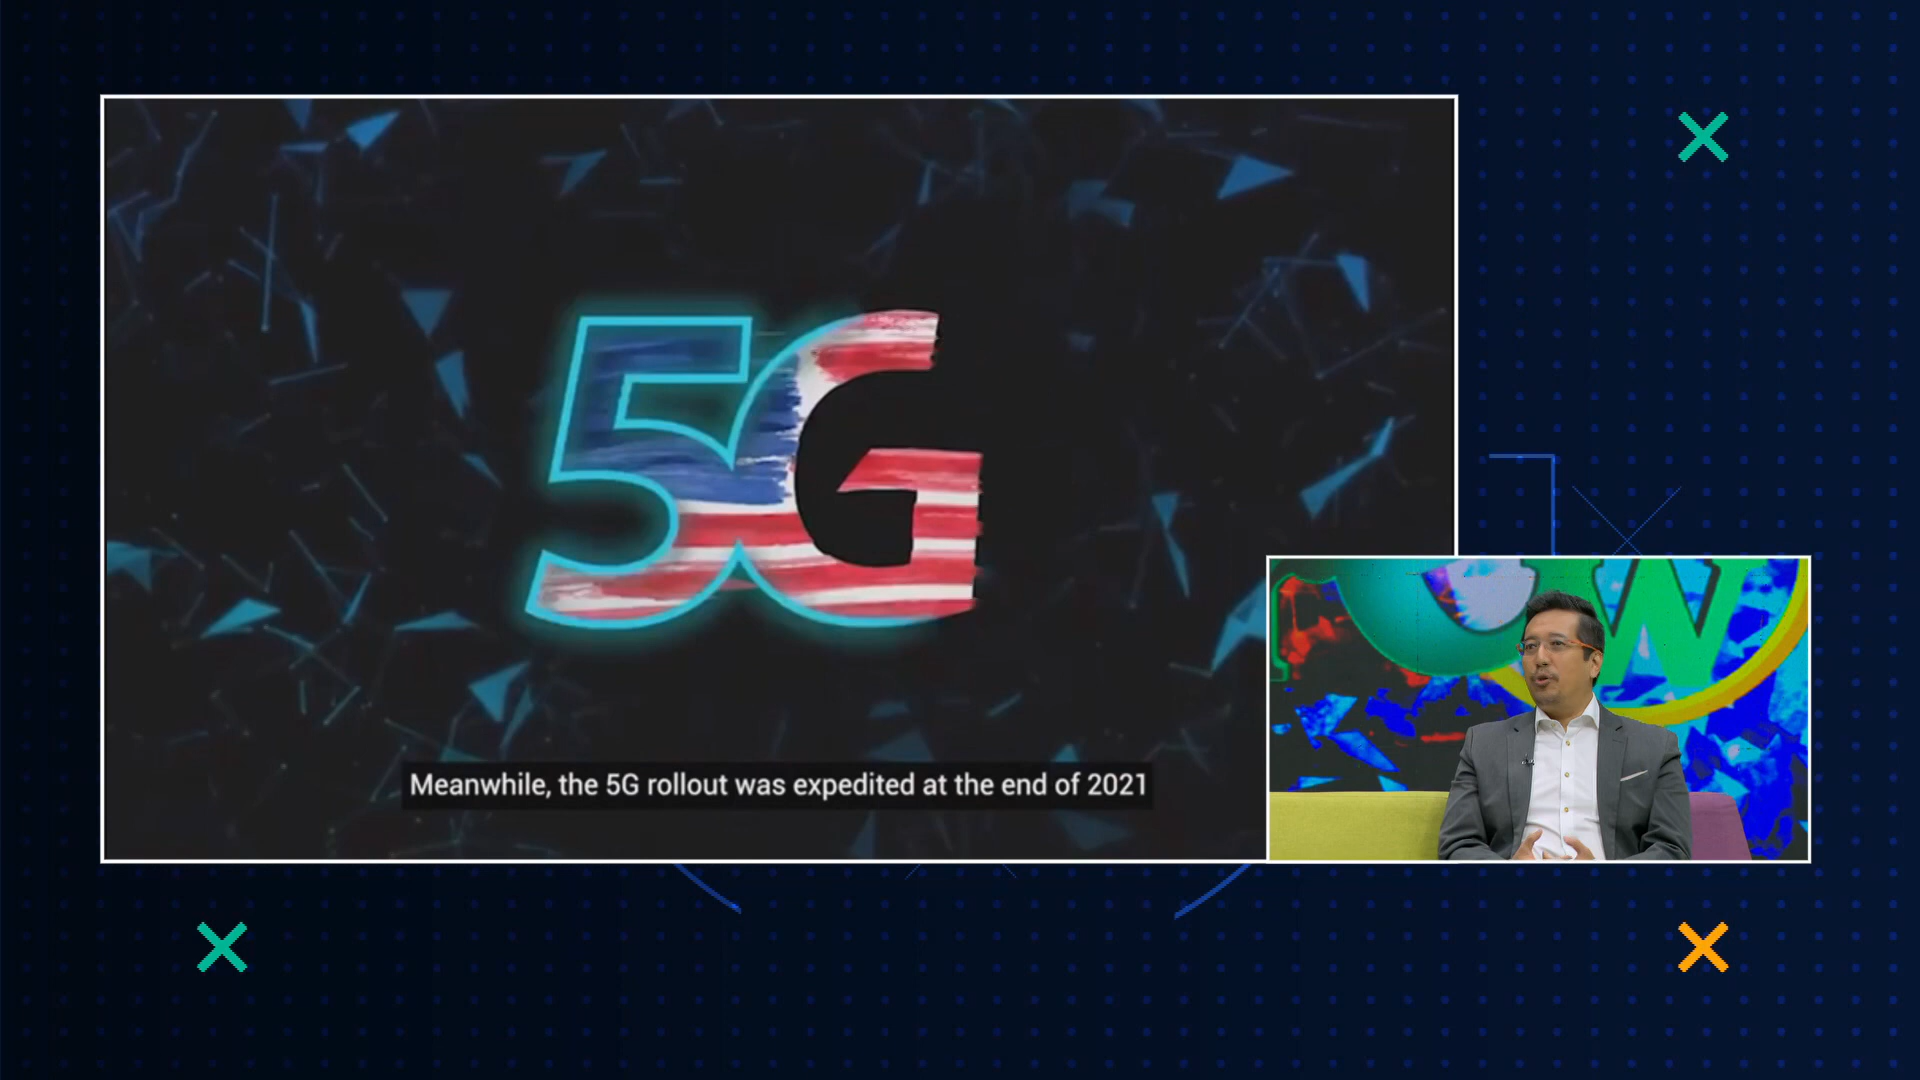 5G
Meanwhile, the 5G rollout was expedited at the end of 2021